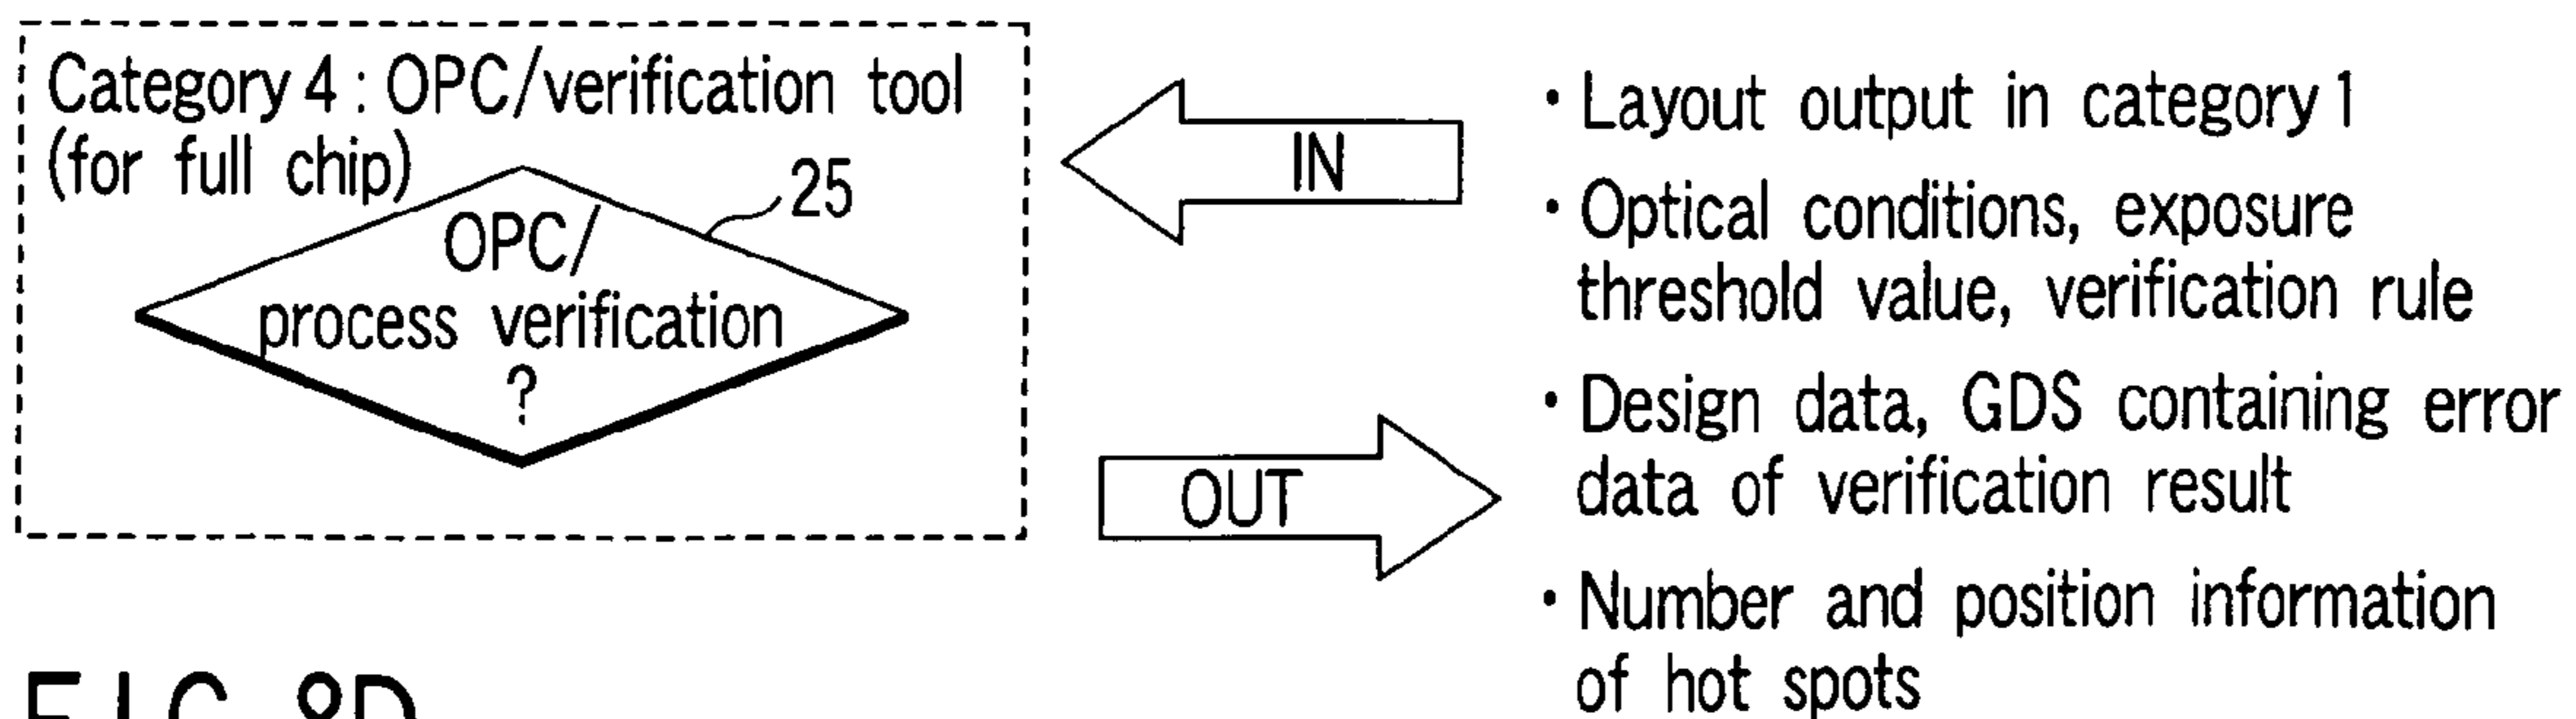 Category 4 : OPC/verification tool
(for full chip)
25
OPC/
process verification
?
IN
OUT
· Layout output in category 1
· Optical conditions, exposure
threshold value, verification rule
· Design data, GDS containing error
data of verification result
· Number and position information
of hot spots